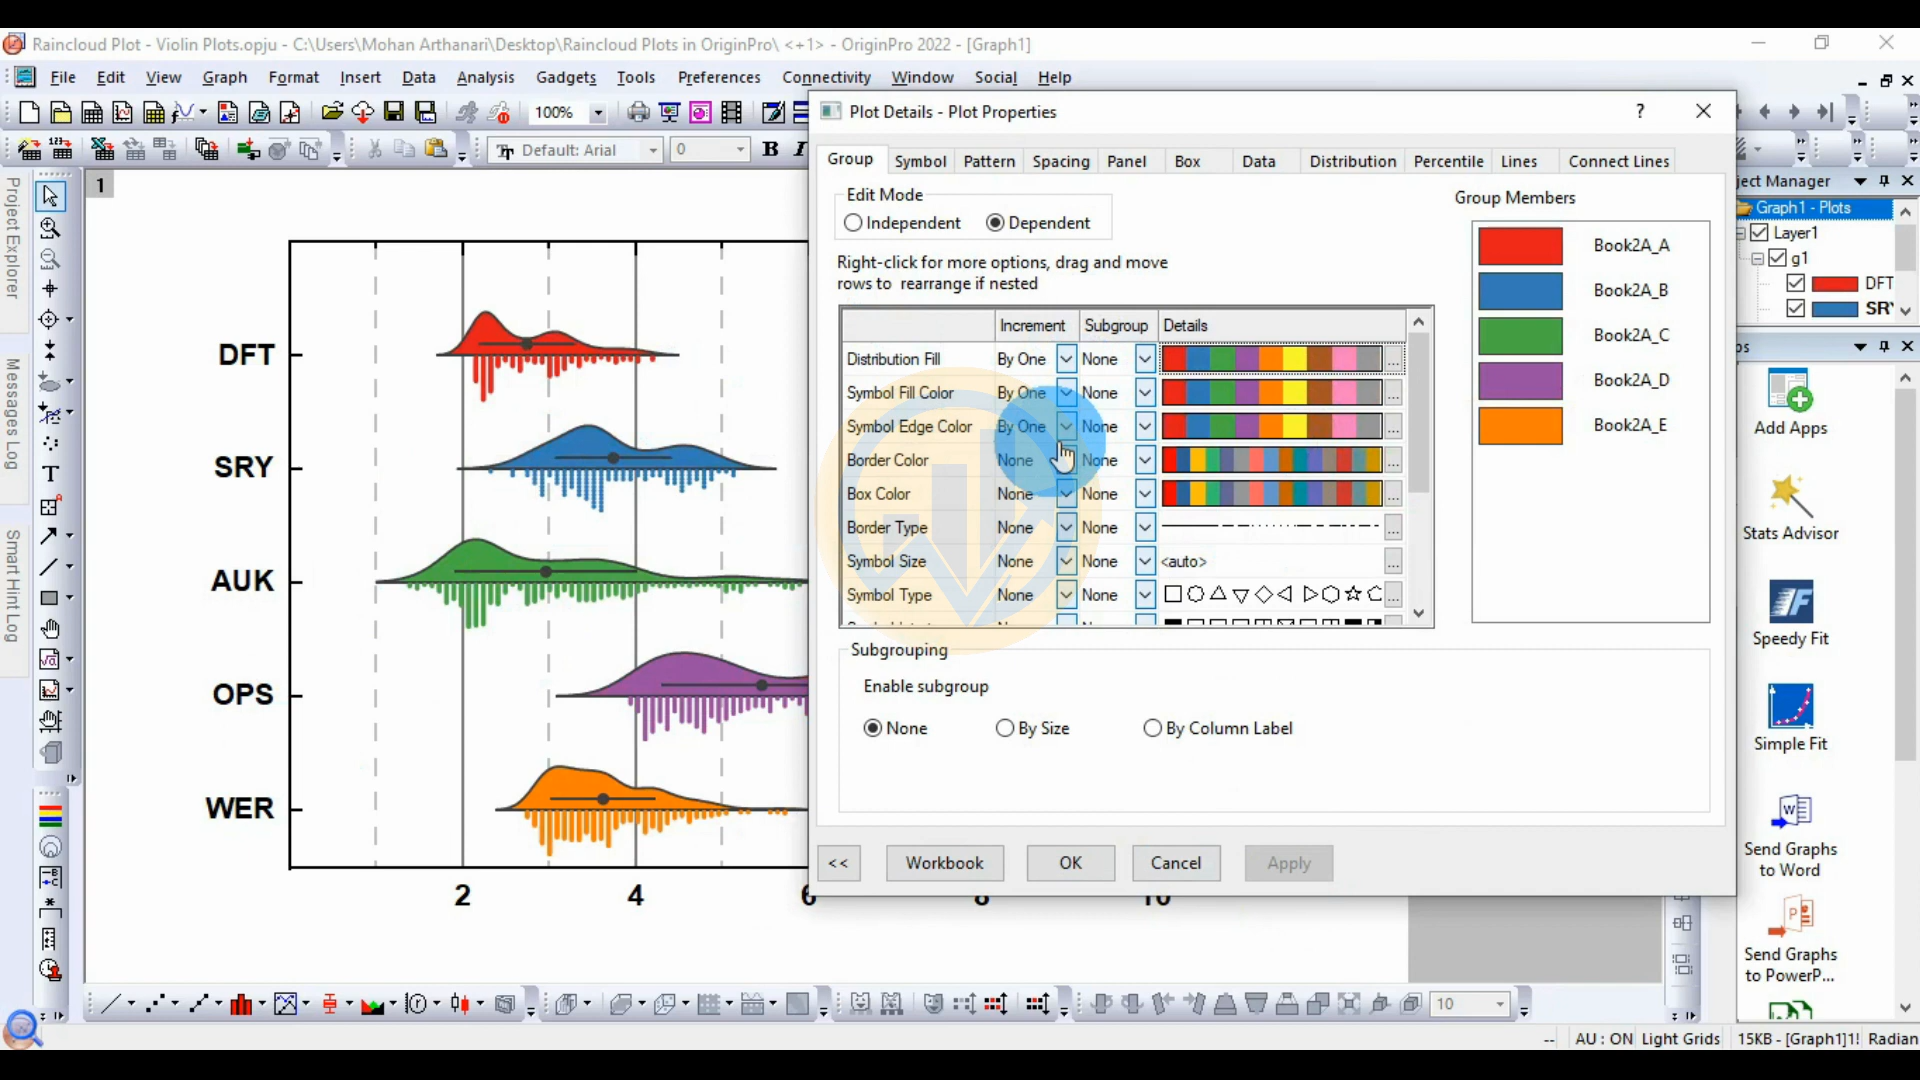 Raincloud Plot - Violin Plots.opju - C:\Users\Mohan Arthanari\Desktop\Raincloud Plots in OriginPro\ <+1> - OriginPro 2022 - [Graph1]
File Edit View Graph Format Insert Data Analysis Gadgets Tools Preferences Connectivity Window Social Help
100%
Default: Arial 0 B I
Project Explorer
Messages Log
Smart Hint Log
1
DFT
SRY
AUK
OPS
WER
2 4 6 8 10
Plot Details - Plot Properties
Group Symbol Pattern Spacing Panel Box Data Distribution Percentile Lines Connect Lines
Edit Mode
Independent Dependent
Right-click for more options, drag and move
rows to rearrange if nested
Increment Subgroup Details
Distribution Fill By One None
Symbol Fill Color By One None
Symbol Edge Color By One None
Border Color None None
Box Color None None
Border Type None None
Symbol Size None None <auto>
Symbol Type None None
Group Members
Book2A_A
Book2A_B
Book2A_C
Book2A_D
Book2A_E
Subgrouping
Enable subgroup
None By Size By Column Label
<< Workbook OK Cancel Apply
ject Manager
Graph1 - Plots
Layer1
g1
DFT
SRY
ps
Add Apps
Stats Advisor
Speedy Fit
Simple Fit
Send Graphs
to Word
Send Graphs
to PowerP...
10
-- AU : ON Light Grids 15KB - [Graph1]1! Radian